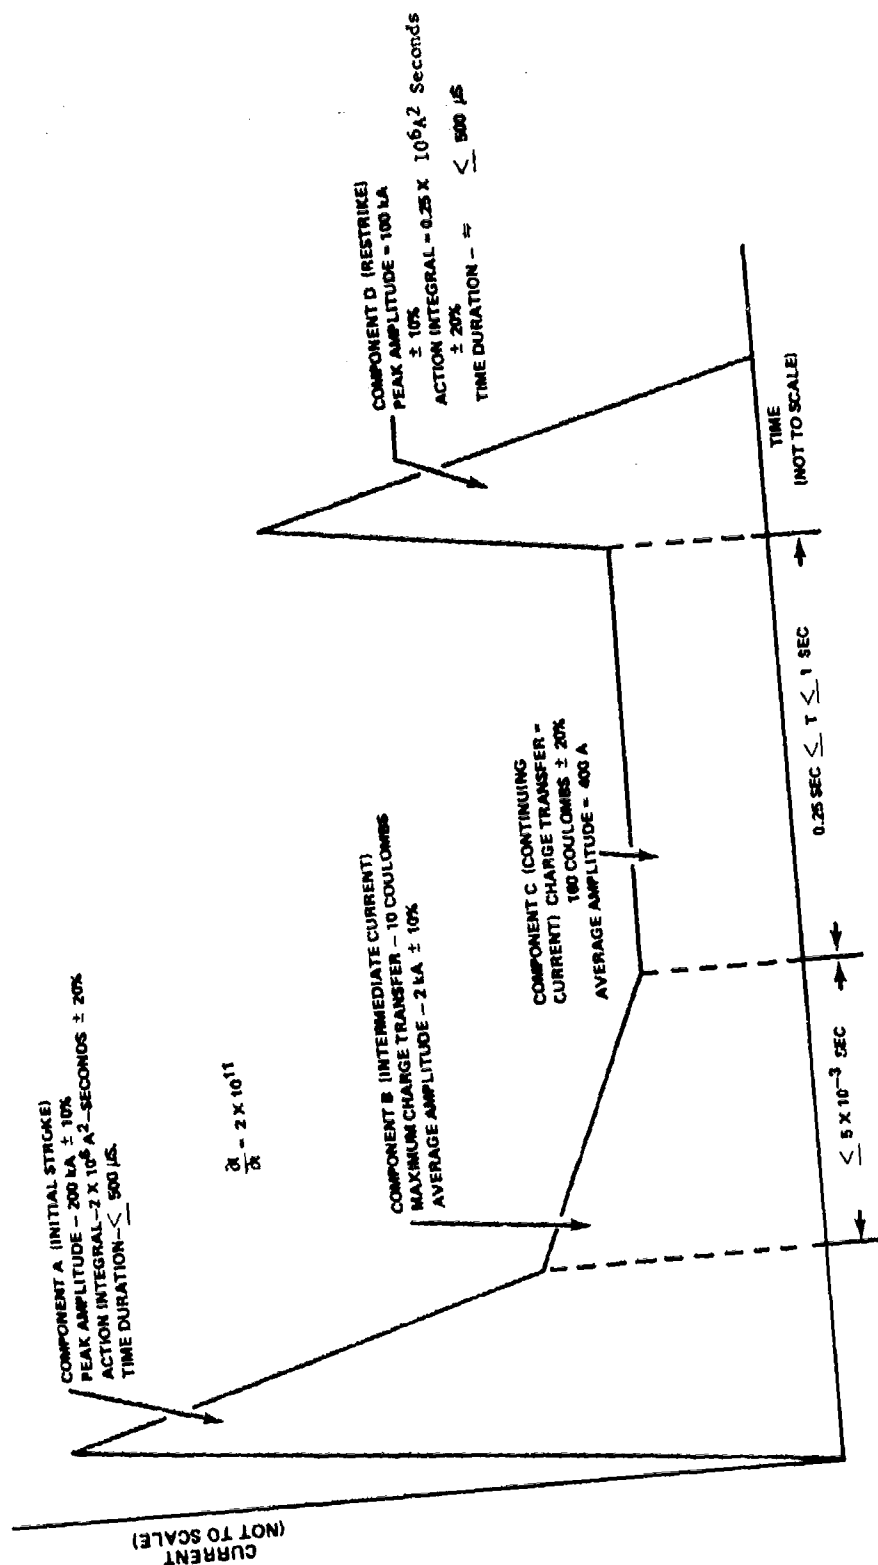 COMPONENT A (INITIAL STROKE)
PEAK AMPLITUDE – 200 kA ± 10%
ACTION INTEGRAL–2 X 10⁶ A²–SECONDS ± 20%
TIME DURATION–≤ 500 µS
∂I/∂t = 2 X 10¹¹
COMPONENT B (INTERMEDIATE CURRENT)
MAXIMUM CHARGE TRANSFER – 10 COULOMBS
AVERAGE AMPLITUDE – 2 kA ± 10%
COMPONENT C (CONTINUING
CURRENT) CHARGE TRANSFER =
160 COULOMBS ± 20%
AVERAGE AMPLITUDE = 400 A
COMPONENT D (RESTRIKE)
PEAK AMPLITUDE = 100 kA
± 10%
ACTION INTEGRAL = 0.25 X 10⁶A² Seconds
± 20%
TIME DURATION – = ≤ 500 µS
CURRENT
(NOT TO SCALE)
≤ 5 X 10⁻³ SEC
0.25 SEC ≤ T ≤ 1 SEC
TIME
(NOT TO SCALE)